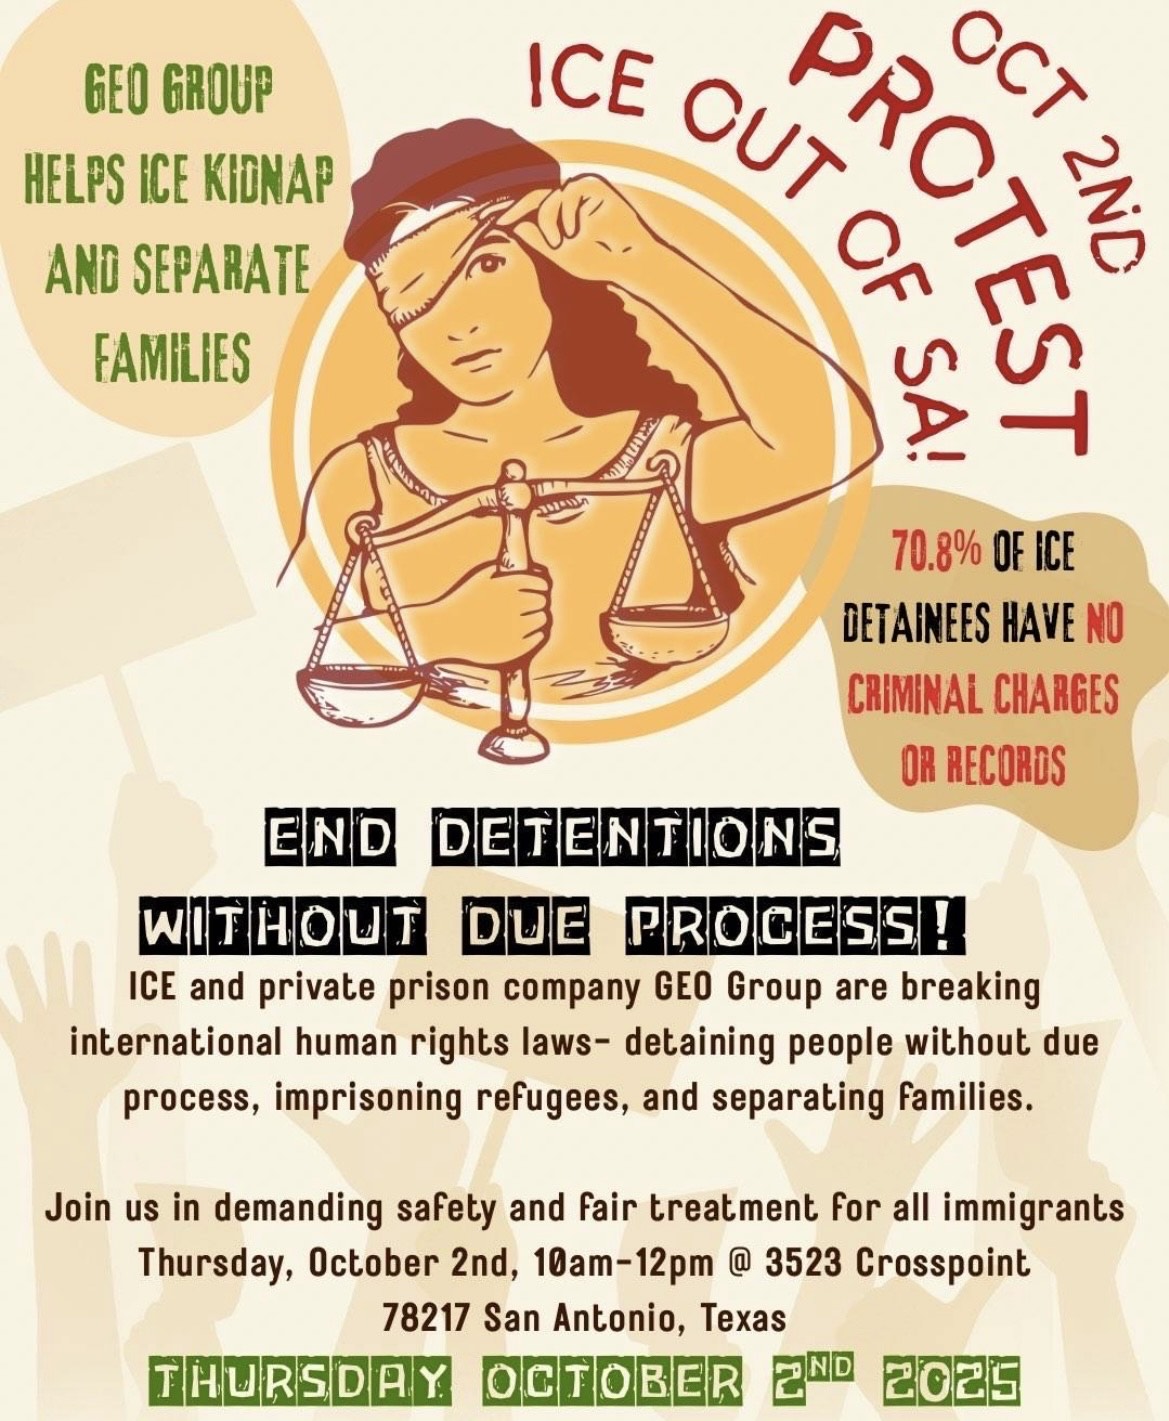 GEO GROUP
HELPS ICE KIDNAP
AND SEPARATE
FAMILIES
ICE OUT OF SA!
PROTEST
OCT 2ND
70.8% OF ICE
DETAINEES HAVE NO
CRIMINAL CHARGES
OR RECORDS
END DETENTIONS
WITHOUT DUE PROCESS!
ICE and private prison company GEO Group are breaking
international human rights laws- detaining people without due
process, imprisoning refugees, and separating families.
Join us in demanding safety and fair treatment for all immigrants
Thursday, October 2nd, 10am-12pm @ 3523 Crosspoint
78217 San Antonio, Texas
THURSDAY OCTOBER 2ND 2025